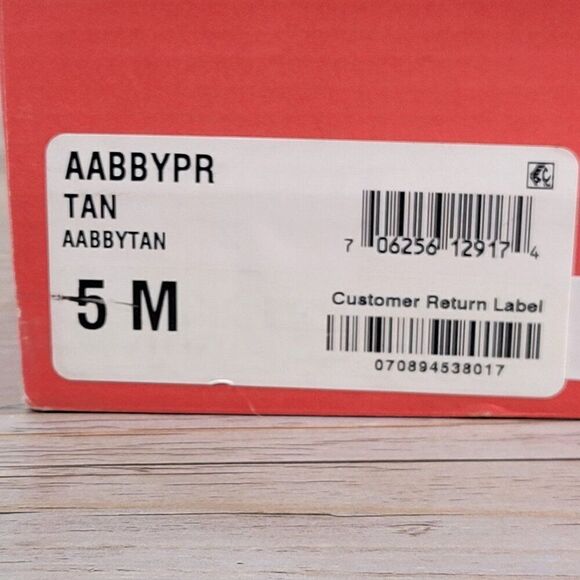 AABBYPR
TAN
AABBYTAN
5 M
7 06256 12917 4
Customer Return Label
070894538017